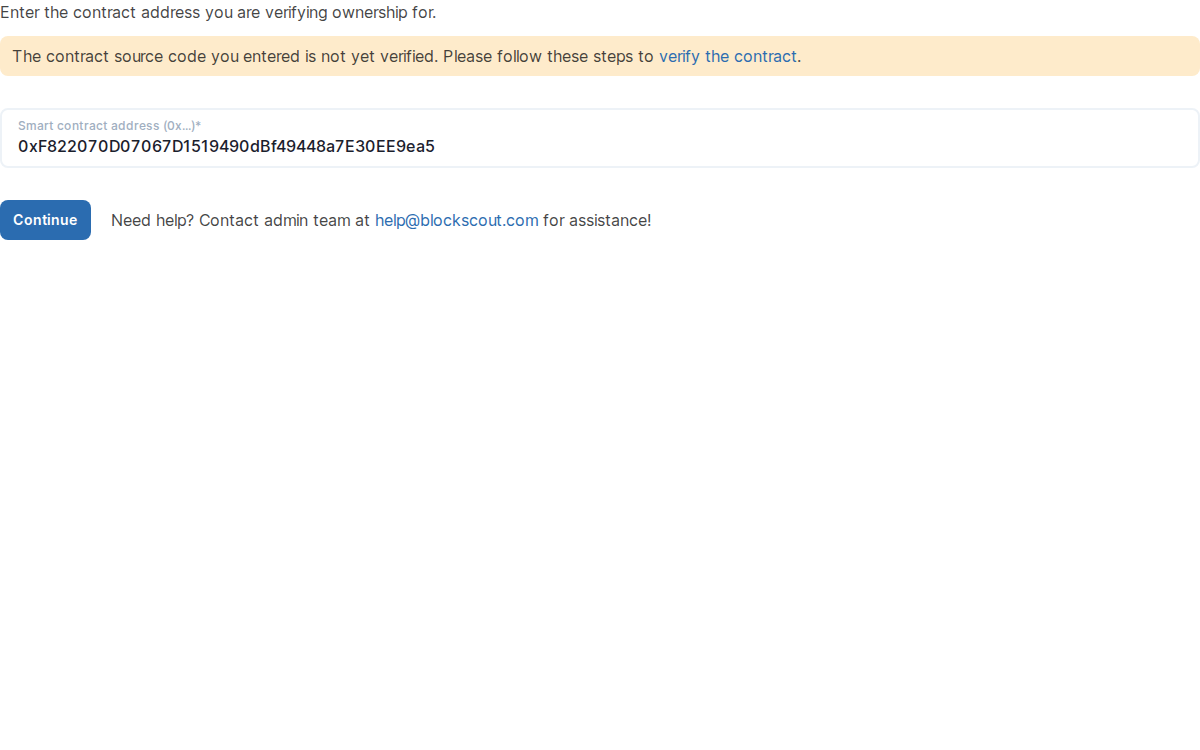 Enter the contract address you are verifying ownership for.
The contract source code you entered is not yet verified. Please follow these steps to verify the contract.
Smart contract address (0x...)*
0xF822070D07067D1519490dBf49448a7E30EE9ea5
Continue Need help? Contact admin team at help@blockscout.com for assistance!